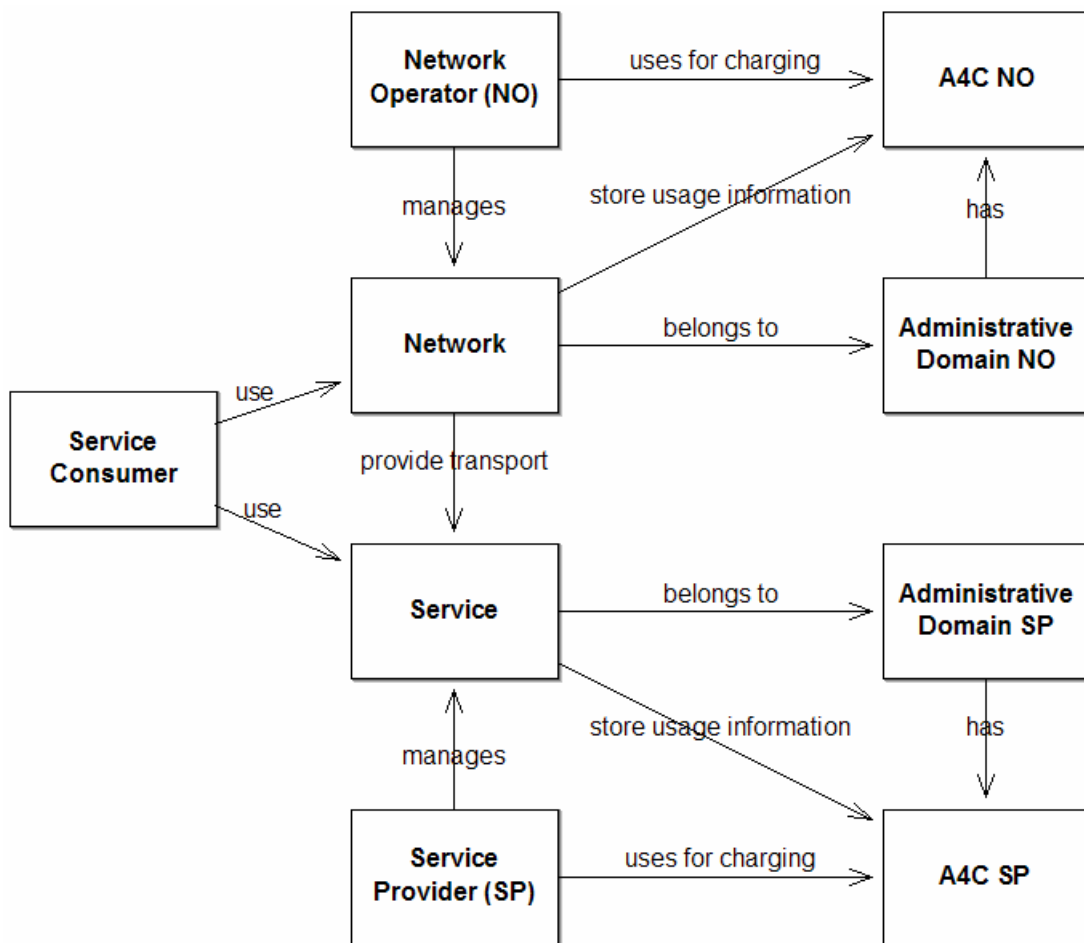 Network
Operator (NO)
uses for charging
A4C NO
manages
store usage information
has
Network
belongs to
Administrative
Domain NO
use
Service
Consumer
provide transport
use
Service
belongs to
Administrative
Domain SP
manages
store usage information
has
Service
Provider (SP)
uses for charging
A4C SP